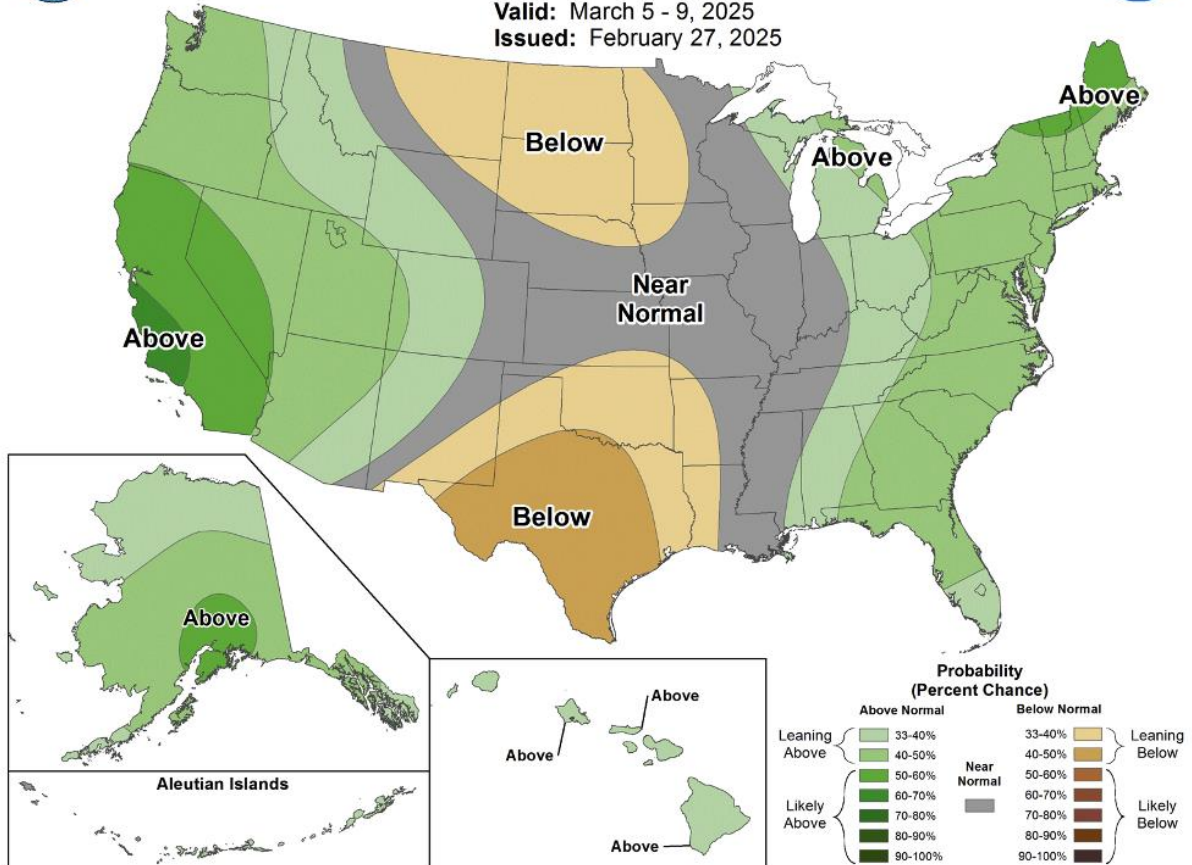 Valid: March 5 - 9, 2025
Issued: February 27, 2025
Above
Below
Above
Near
Normal
Above
Below
Above
Aleutian Islands
Above
Above
Above
Probability
(Percent Chance)
Above Normal
Below Normal
Leaning
Above
33-40%
40-50%
Likely
Above
50-60%
60-70%
70-80%
80-90%
90-100%
Near
Normal
33-40%
40-50%
Leaning
Below
50-60%
60-70%
70-80%
80-90%
90-100%
Likely
Below